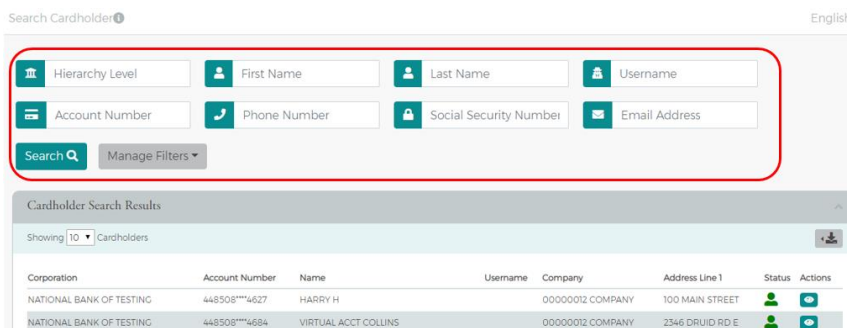 Search Cardholder
English
Hierarchy Level First Name Last Name Username
Account Number Phone Number Social Security Number Email Address
Search Manage Filters
Cardholder Search Results
Showing 10 Cardholders
Corporation Account Number Name Username Company Address Line 1 Status Actions
NATIONAL BANK OF TESTING 448508****4627 HARRY H 00000012 COMPANY 100 MAIN STREET
NATIONAL BANK OF TESTING 448508****4684 VIRTUAL ACCT COLLINS 00000012 COMPANY 2346 DRUID RD E